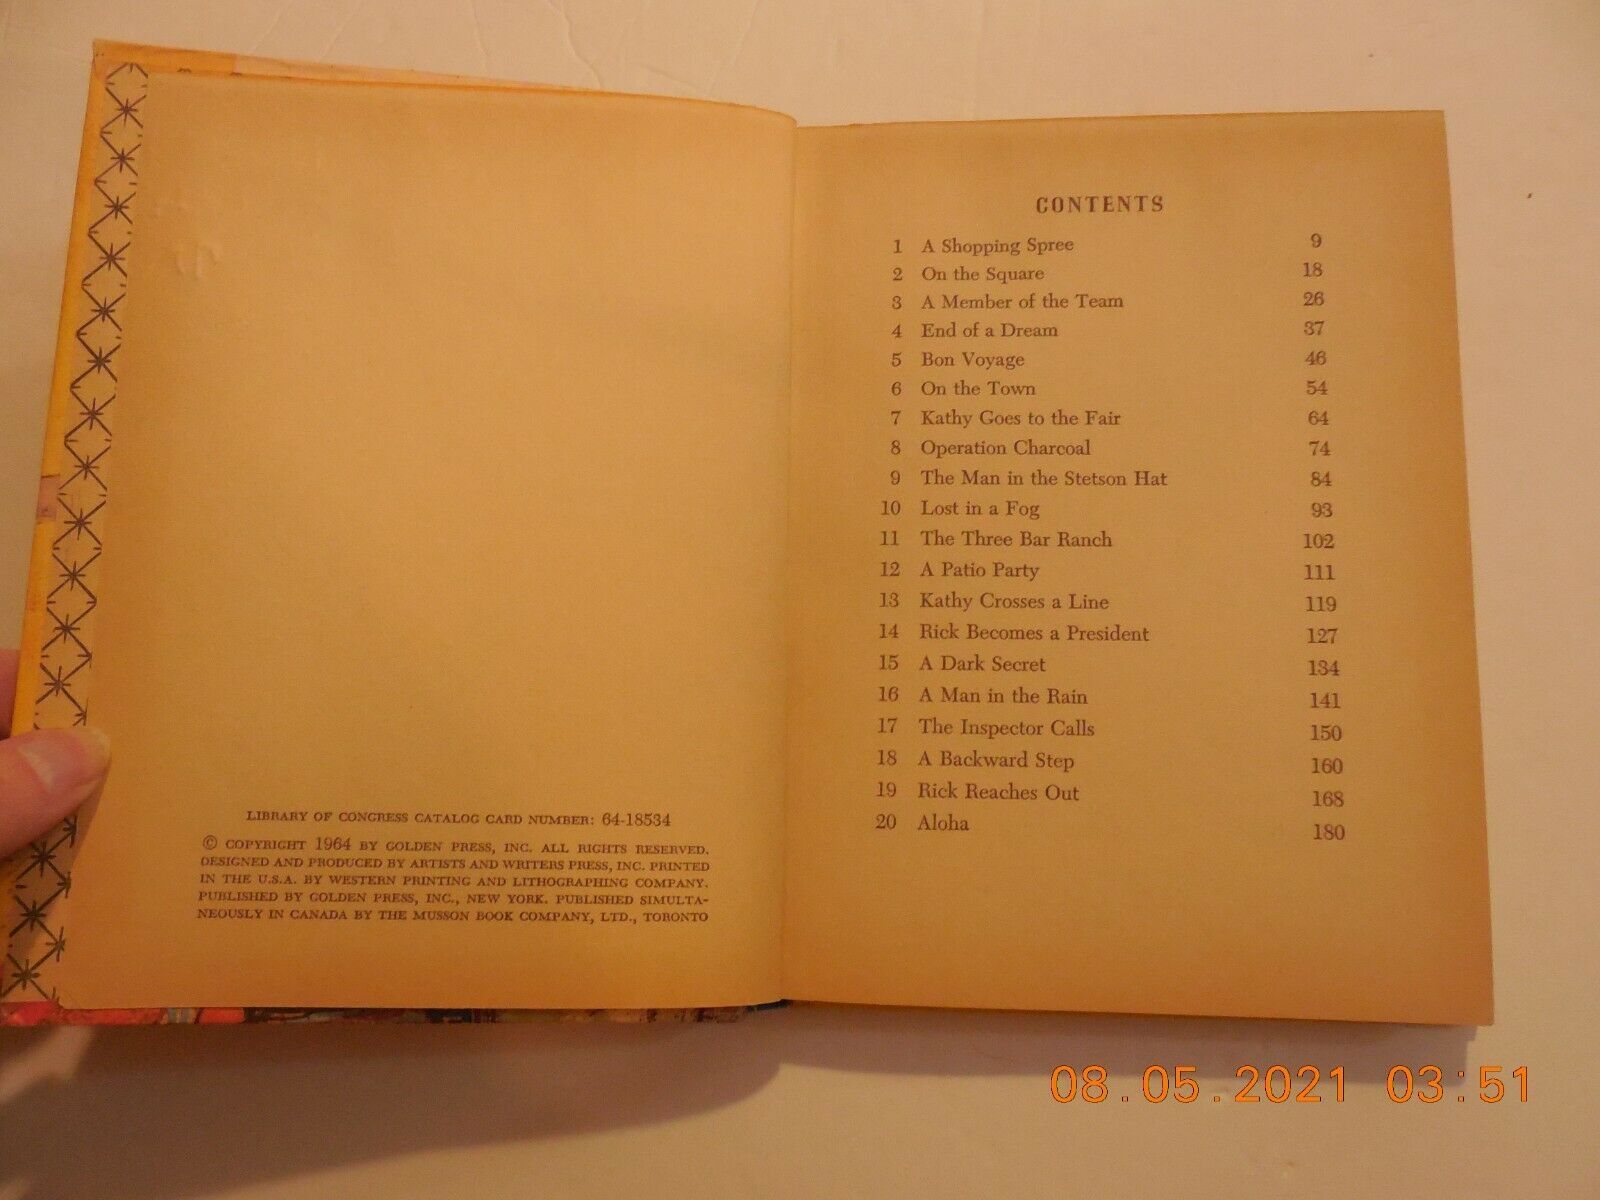 LIBRARY OF CONGRESS CATALOG CARD NUMBER: 64-18534
© COPYRIGHT 1964 BY GOLDEN PRESS, INC. ALL RIGHTS RESERVED.
DESIGNED AND PRODUCED BY ARTISTS AND WRITERS PRESS, INC. PRINTED
IN THE U.S.A. BY WESTERN PRINTING AND LITHOGRAPHING COMPANY.
PUBLISHED BY GOLDEN PRESS, INC., NEW YORK. PUBLISHED SIMULTA-
NEOUSLY IN CANADA BY THE MUSSON BOOK COMPANY, LTD., TORONTO
CONTENTS
1 A Shopping Spree 9
2 On the Square 18
3 A Member of the Team 26
4 End of a Dream 37
5 Bon Voyage 46
6 On the Town 54
7 Kathy Goes to the Fair 64
8 Operation Charcoal 74
9 The Man in the Stetson Hat 84
10 Lost in a Fog 93
11 The Three Bar Ranch 102
12 A Patio Party 111
13 Kathy Crosses a Line 119
14 Rick Becomes a President 127
15 A Dark Secret 134
16 A Man in the Rain 141
17 The Inspector Calls 150
18 A Backward Step 160
19 Rick Reaches Out 168
20 Aloha 180
08.05.2021 03:51